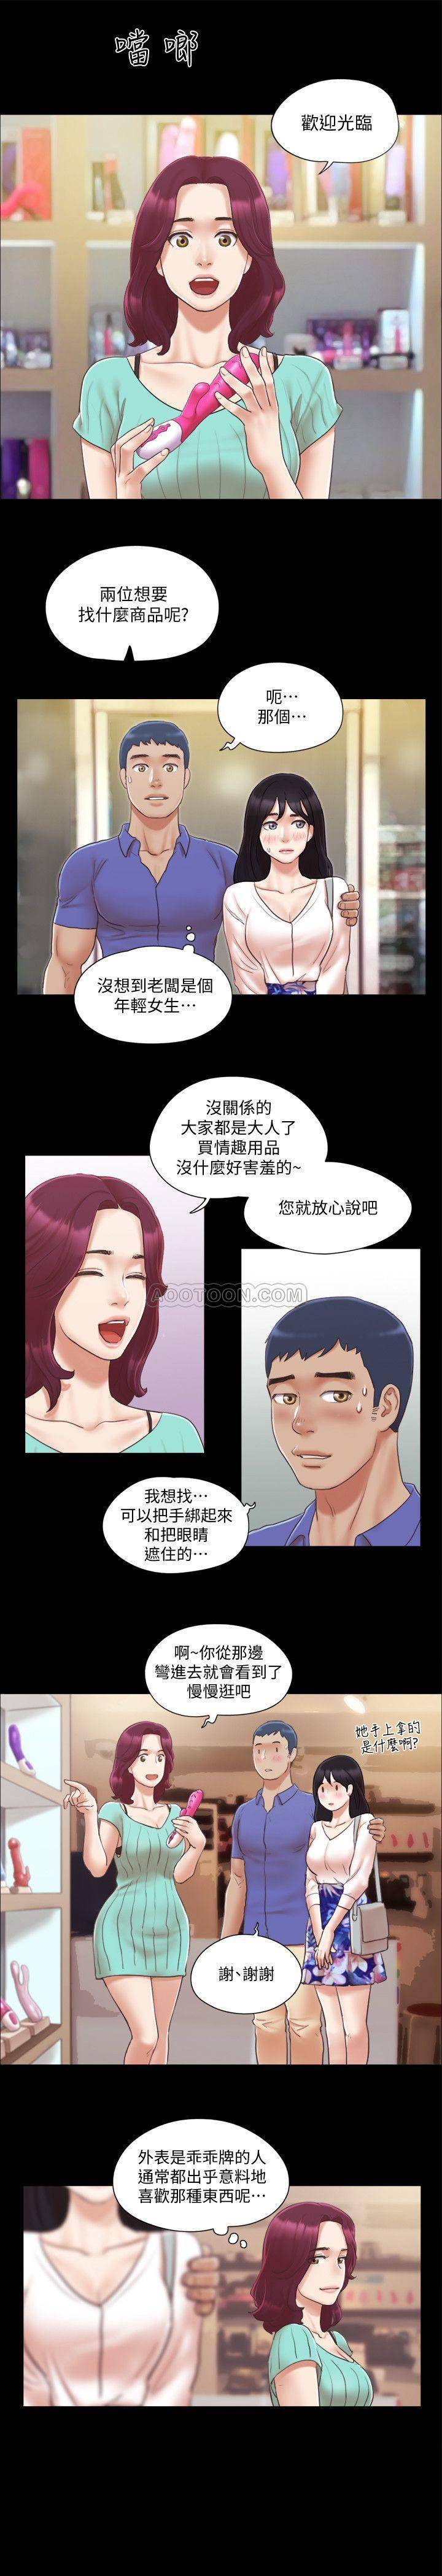 噹 啷
歡迎光臨
兩位想要
找什麼商品呢?
呃…
那個…
沒想到老闆是個
年輕女生…
沒關係的
大家都是大人了
買情趣用品
沒什麼好害羞的~
您就放心說吧
AOOTOON.COM
我想找…
可以把手綁起來
和把眼睛
遮住的…
啊~你從那邊
彎進去就會看到了
慢慢逛吧
她手上拿的
是什麼啊?
謝、謝謝
外表是乖乖牌的人
通常都出乎意料地
喜歡那種東西呢…